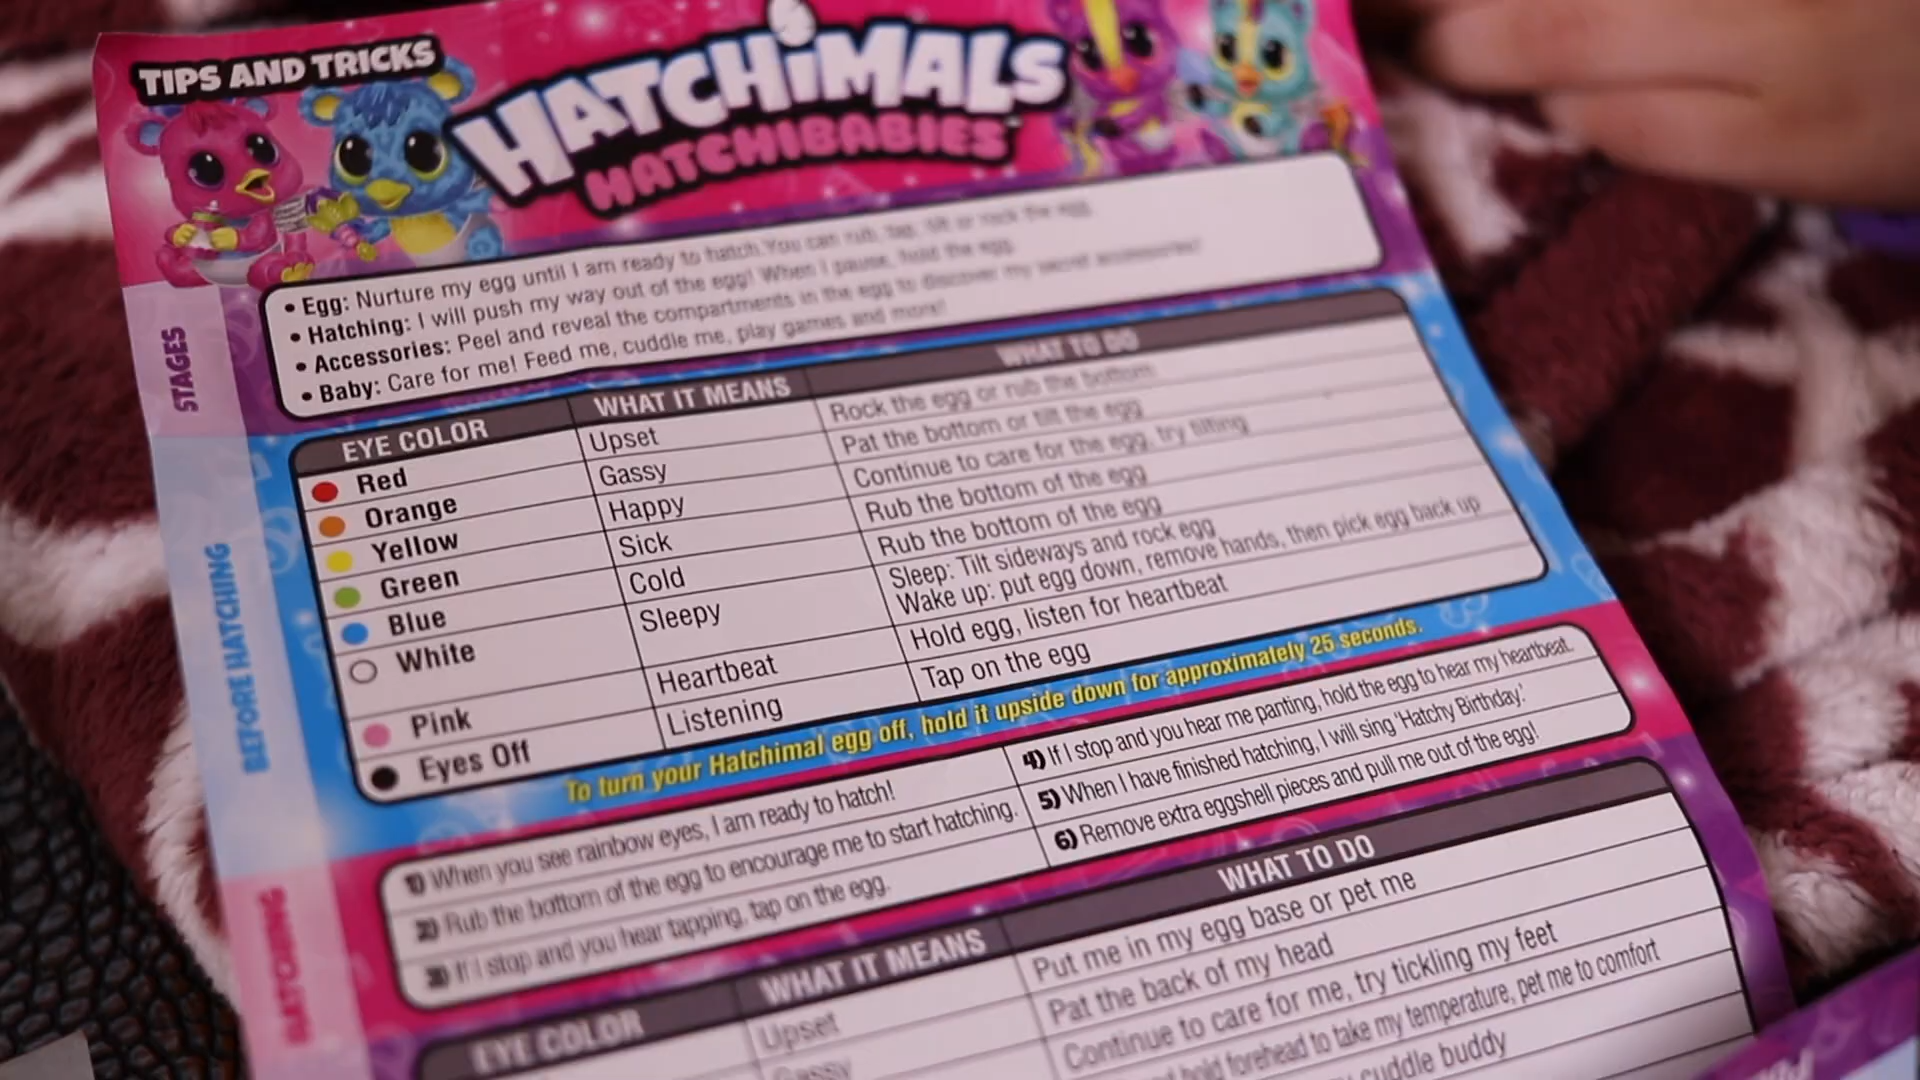 TIPS AND TRICKS
HATCHiMALS
HATCHIBABIES™
STAGES
• Egg: Nurture my egg until I am ready to hatch. You can rub, tap, tilt or rock the egg.
• Hatching: I will push my way out of the egg! When I pause, hold the egg.
• Accessories: Peel and reveal the compartments in the egg to discover my secret accessories!
• Baby: Care for me! Feed me, cuddle me, play games and more!
BEFORE HATCHING
EYE COLOR WHAT IT MEANS WHAT TO DO
Red Upset Rock the egg or rub the bottom
Orange Gassy Pat the bottom or tilt the egg
Yellow Happy Continue to care for the egg, try tilting
Green Sick Rub the bottom of the egg
Blue Cold Rub the bottom of the egg
White Sleepy Sleep: Tilt sideways and rock egg
Wake up: put egg down, remove hands, then pick egg back up
Pink Heartbeat Hold egg, listen for heartbeat
Eyes Off Listening Tap on the egg
To turn your Hatchimal egg off, hold it upside down for approximately 25 seconds.
HATCHING
1) When you see rainbow eyes, I am ready to hatch!
2) Rub the bottom of the egg to encourage me to start hatching.
3) If I stop and you hear tapping, tap on the egg.
4) If I stop and you hear me panting, hold the egg to hear my heartbeat.
5) When I have finished hatching, I will sing 'Hatchy Birthday.'
6) Remove extra eggshell pieces and pull me out of the egg!
EYE COLOR WHAT IT MEANS WHAT TO DO
Upset Put me in my egg base or pet me
Gassy Pat the back of my head
Continue to care for me, try tickling my feet
hold forehead to take my temperature, pet me to comfort
cuddle buddy